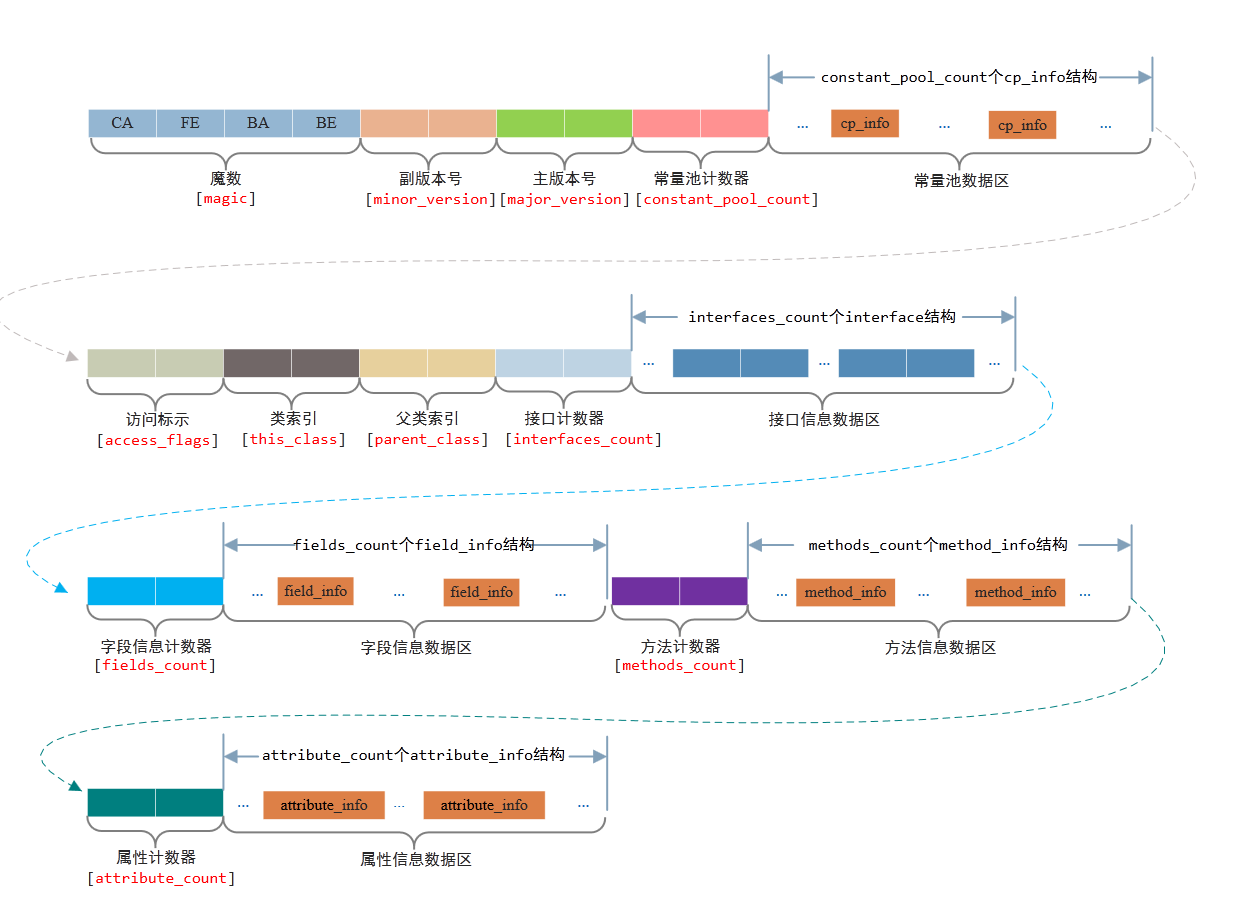 constant_pool_count个cp_info结构
CA FE BA BE ... cp_info ... cp_info ...
魔数 副版本号 主版本号 常量池计数器 常量池数据区
[magic] [minor_version] [major_version] [constant_pool_count]
interfaces_count个interface结构
... ... ...
访问标示 类索引 父类索引 接口计数器 接口信息数据区
[access_flags] [this_class] [parent_class] [interfaces_count]
fields_count个field_info结构 methods_count个method_info结构
... field_info ... field_info ... ... method_info ... method_info ...
字段信息计数器 字段信息数据区 方法计数器 方法信息数据区
[fields_count] [methods_count]
attribute_count个attribute_info结构
... attribute_info ... attribute_info ...
属性计数器 属性信息数据区
[attribute_count]